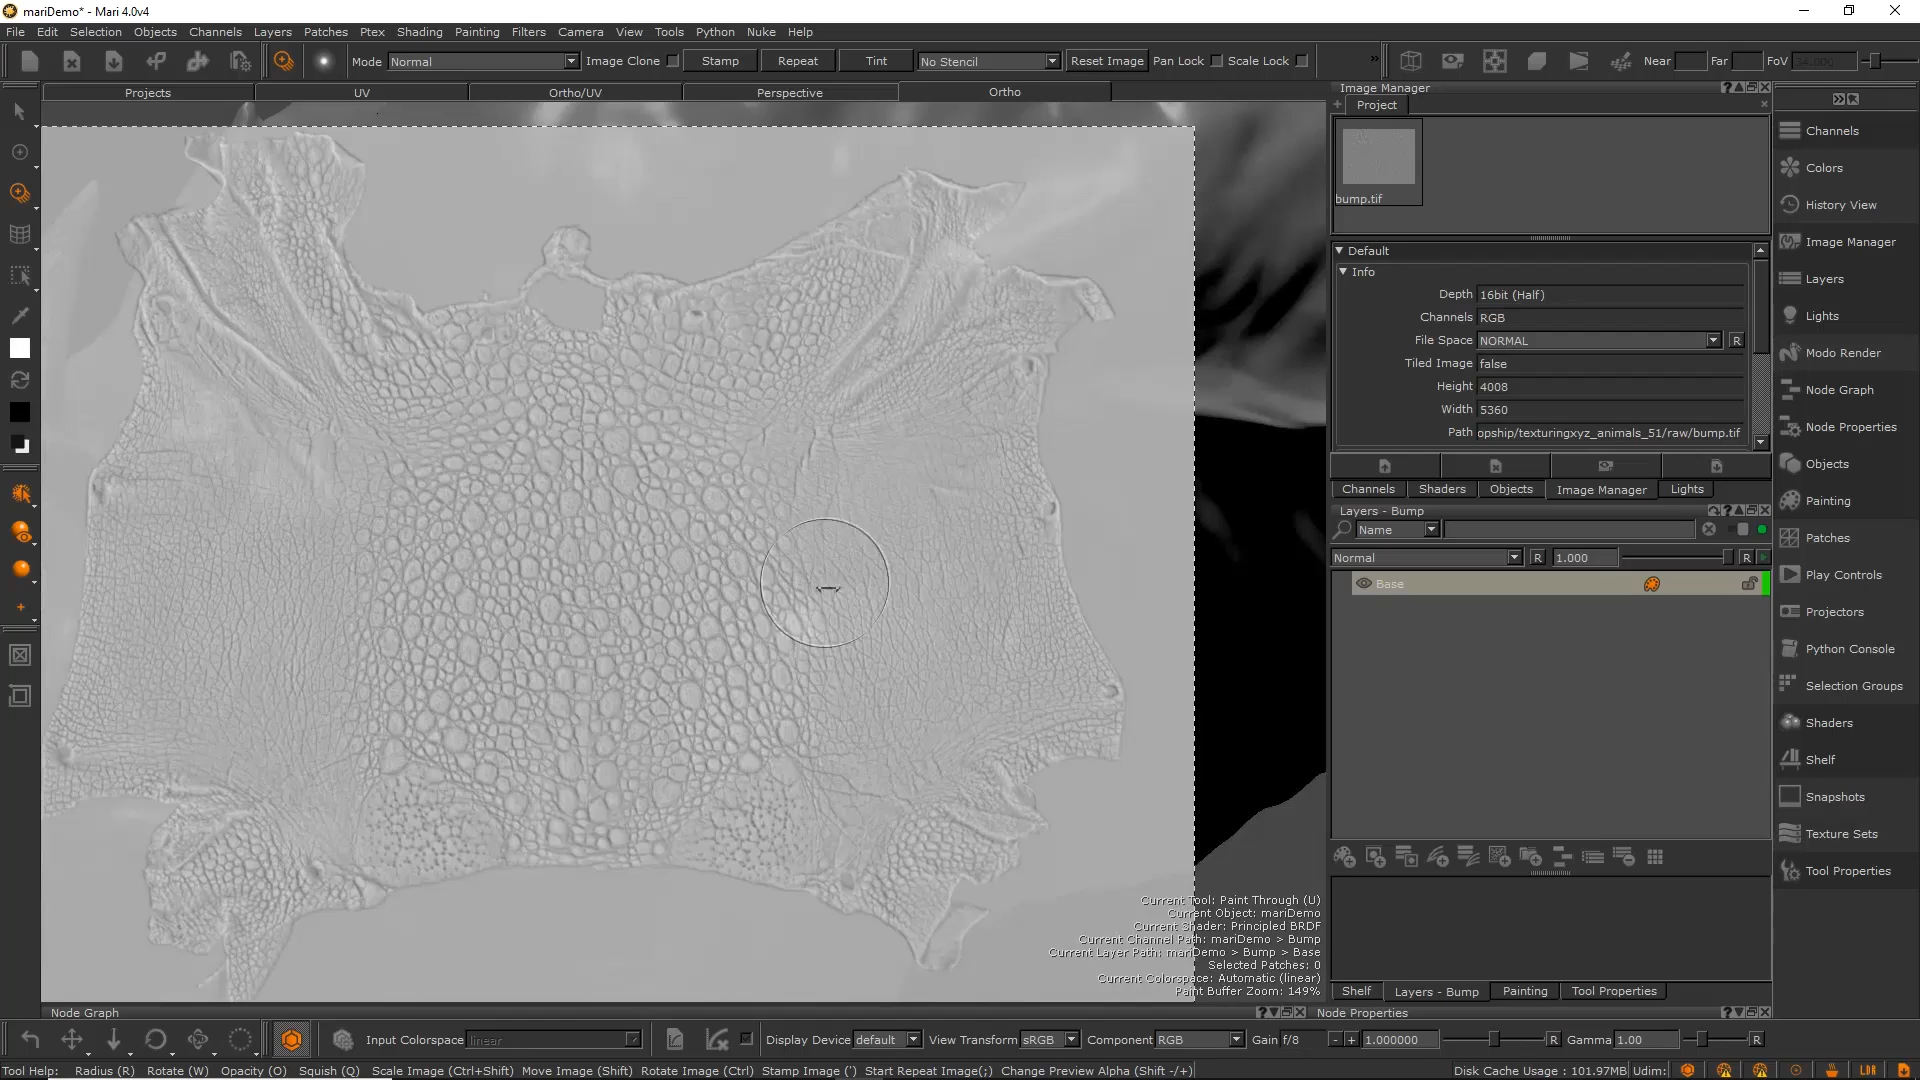 mariDemo* - Mari 4.0v4
File Edit Selection Objects Channels Layers Patches Ptex Shading Painting Filters Camera View Tools Python Nuke Help
Mode Normal Image Clone Stamp Repeat Tint No Stencil Reset Image Pan Lock Scale Lock » Near Far FoV
Projects UV Ortho/UV Perspective Ortho
Image Manager
Project
bump.tif
Default
Info
Depth 16bit (Half)
Channels RGB
File Space NORMAL R
Tiled Image false
Height 4008
Width 5360
Path opship/texturingxyz_animals_51/raw/bump.tif
Channels Shaders Objects Image Manager Lights
Layers - Bump
Name
Normal R 1.000 R
Base
Channels
Colors
History View
Image Manager
Layers
Lights
Modo Render
Node Graph
Node Properties
Objects
Painting
Patches
Play Controls
Projectors
Python Console
Selection Groups
Shaders
Shelf
Snapshots
Texture Sets
Tool Properties
Current Tool: Paint Through (U)
Current Object: mariDemo
Current Shader: Principled BRDF
Current Channel Path: mariDemo > Bump
Current Layer Path: mariDemo > Bump > Base
Selected Patches: 0
Current Colorspace: Automatic (linear)
Paint Buffer Zoom: 149%
Shelf Layers - Bump Painting Tool Properties
Node Graph Node Properties
Input Colorspace linear Display Device default View Transform sRGB Component RGB Gain f/8 - + 1.000000 R Gamma 1.00 R
Tool Help: Radius (R) Rotate (W) Opacity (O) Squish (Q) Scale Image (Ctrl+Shift) Move Image (Shift) Rotate Image (Ctrl) Stamp Image (') Start Repeat Image(;) Change Preview Alpha (Shift -/+) Disk Cache Usage : 101.97MB Udim: LDR